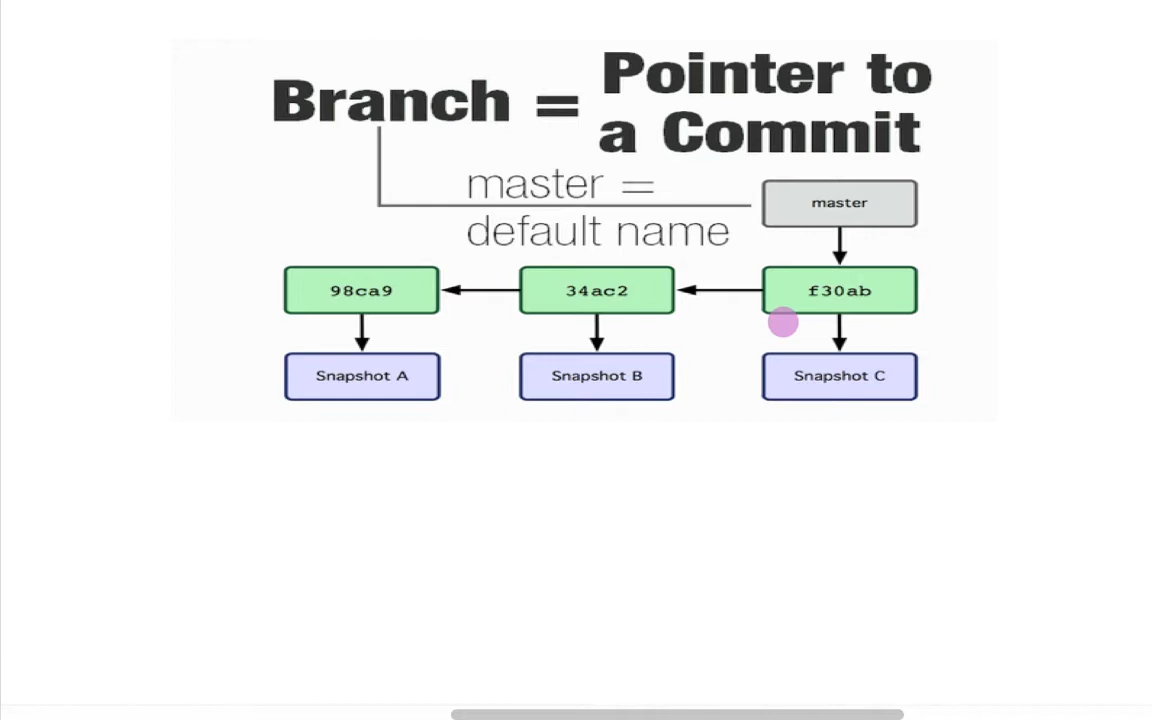 Branch = Pointer to
a Commit
master =
default name
master
98ca9
34ac2
f30ab
Snapshot A
Snapshot B
Snapshot C